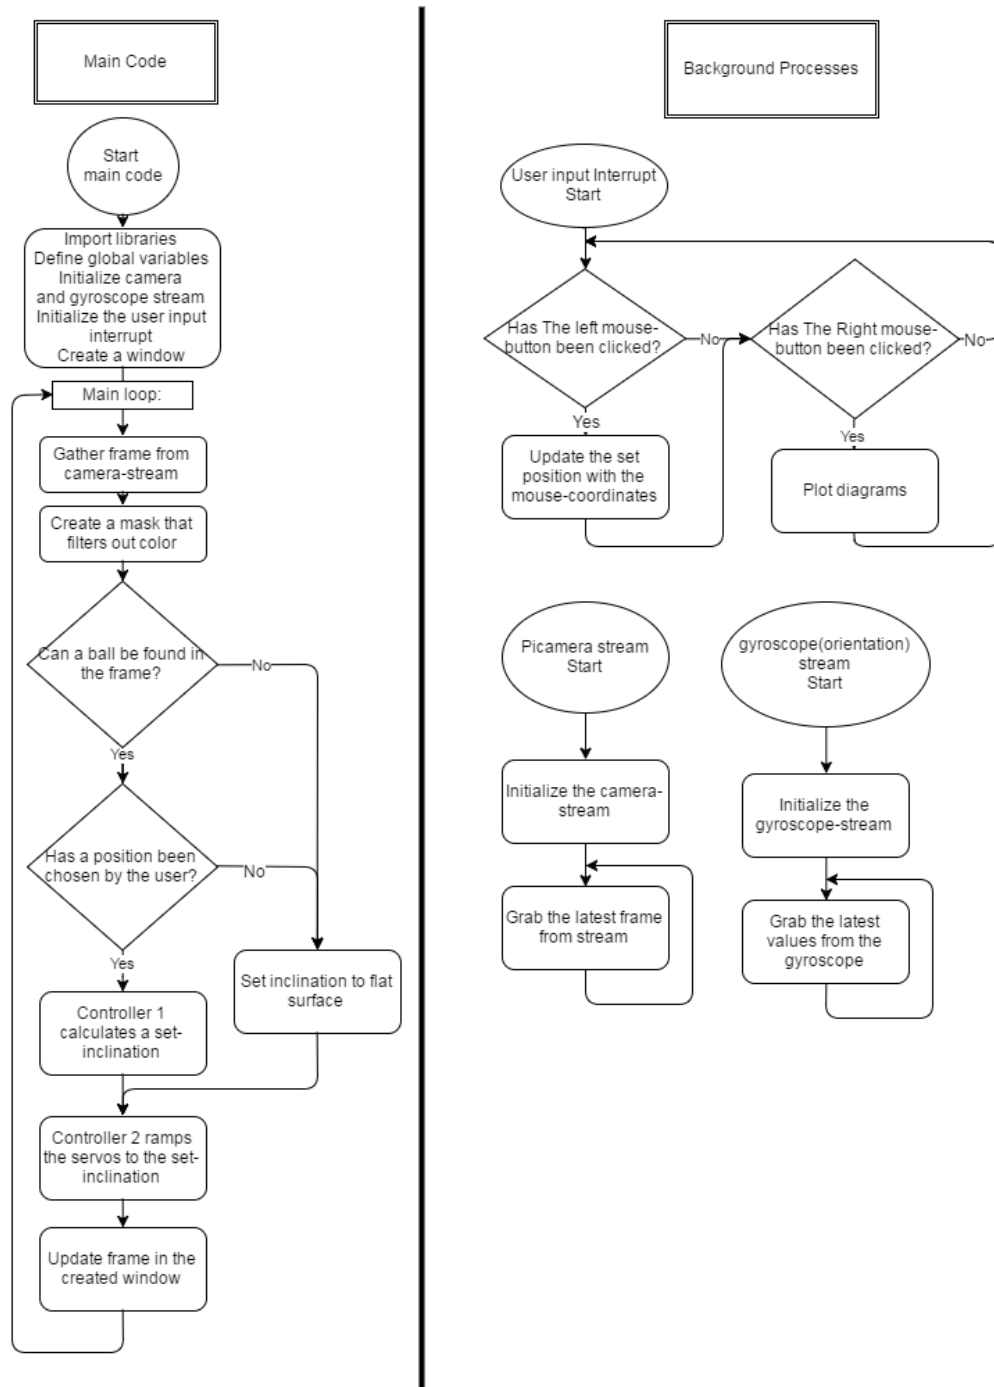 Main Code
Start
main code
Import libraries
Define global variables
Initialize camera
and gyroscope stream
Initialize the user input
interrupt
Create a window
Main loop:
Gather frame from
camera-stream
Create a mask that
filters out color
Can a ball be found in
the frame?
No
Yes
Has a position been
chosen by the user?
No
Yes
Set inclination to flat
surface
Controller 1
calculates a set-
inclination
Controller 2 ramps
the servos to the set-
inclination
Update frame in the
created window
Background Processes
User input Interrupt
Start
Has The left mouse-
button been clicked?
No
Has The Right mouse-
button been clicked?
No
Yes
Update the set
position with the
mouse-coordinates
Yes
Plot diagrams
Picamera stream
Start
Initialize the camera-
stream
Grab the latest frame
from stream
gyroscope(orientation)
stream
Start
Initialize the
gyroscope-stream
Grab the latest
values from the
gyroscope